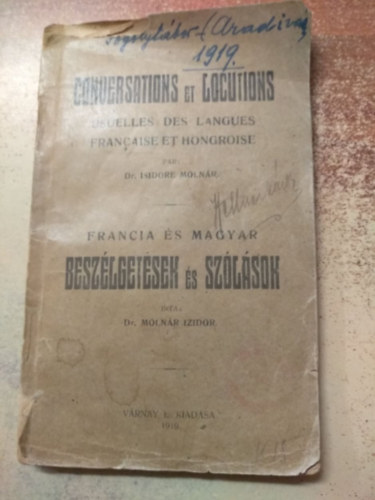 1919.
CONVERSATIONS ET LOCUTIONS
USUELLES DES LANGUES
FRANÇAISE ET HONGROISE
PAR:
Dr. ISIDORE MOLNÁR.
FRANCIA ÉS MAGYAR
BESZÉLGETÉSEK ÉS SZÓLÁSOK
IRTA:
Dr. MOLNÁR IZIDOR.
VÁRNAY L. KIADÁSA
1919.